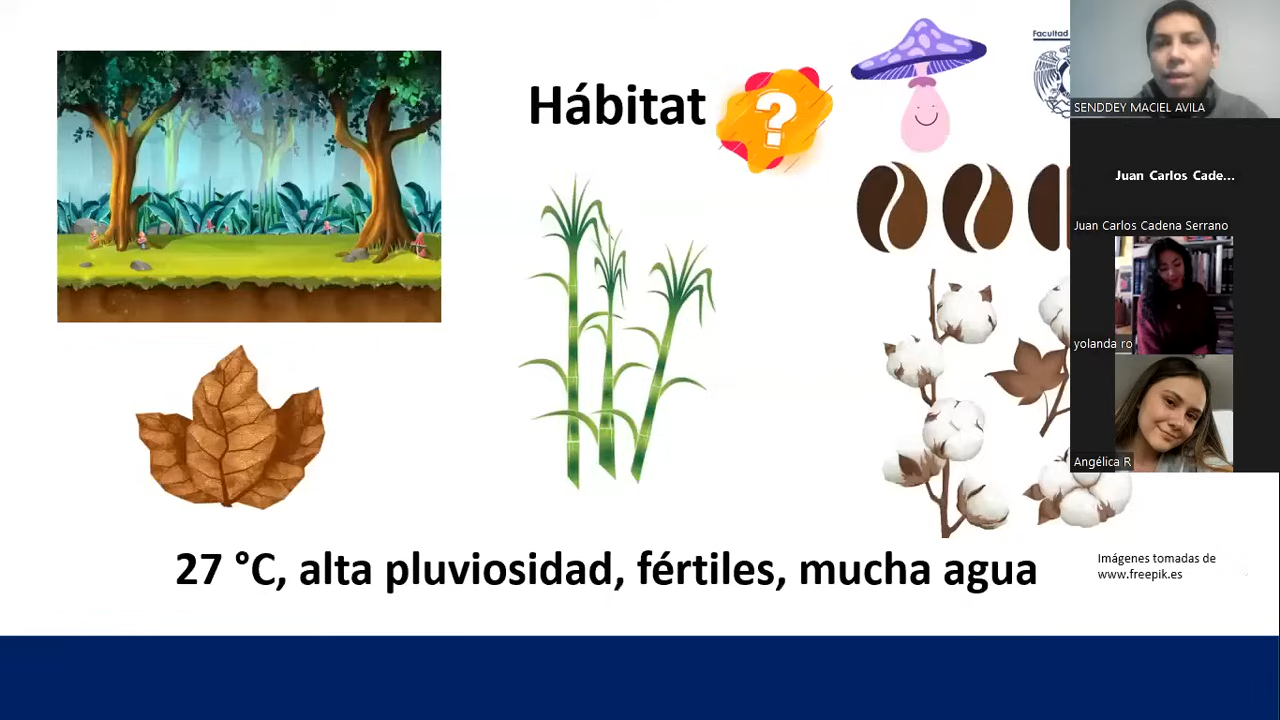 Hábitat
?
Facultad
SENDDEY MACIEL AVILA
Juan Carlos Cade...
Juan Carlos Cadena Serrano
yolanda ro
Angélica R
27 °C, alta pluviosidad, fértiles, mucha agua
Imágenes tomadas de
www.freepik.es